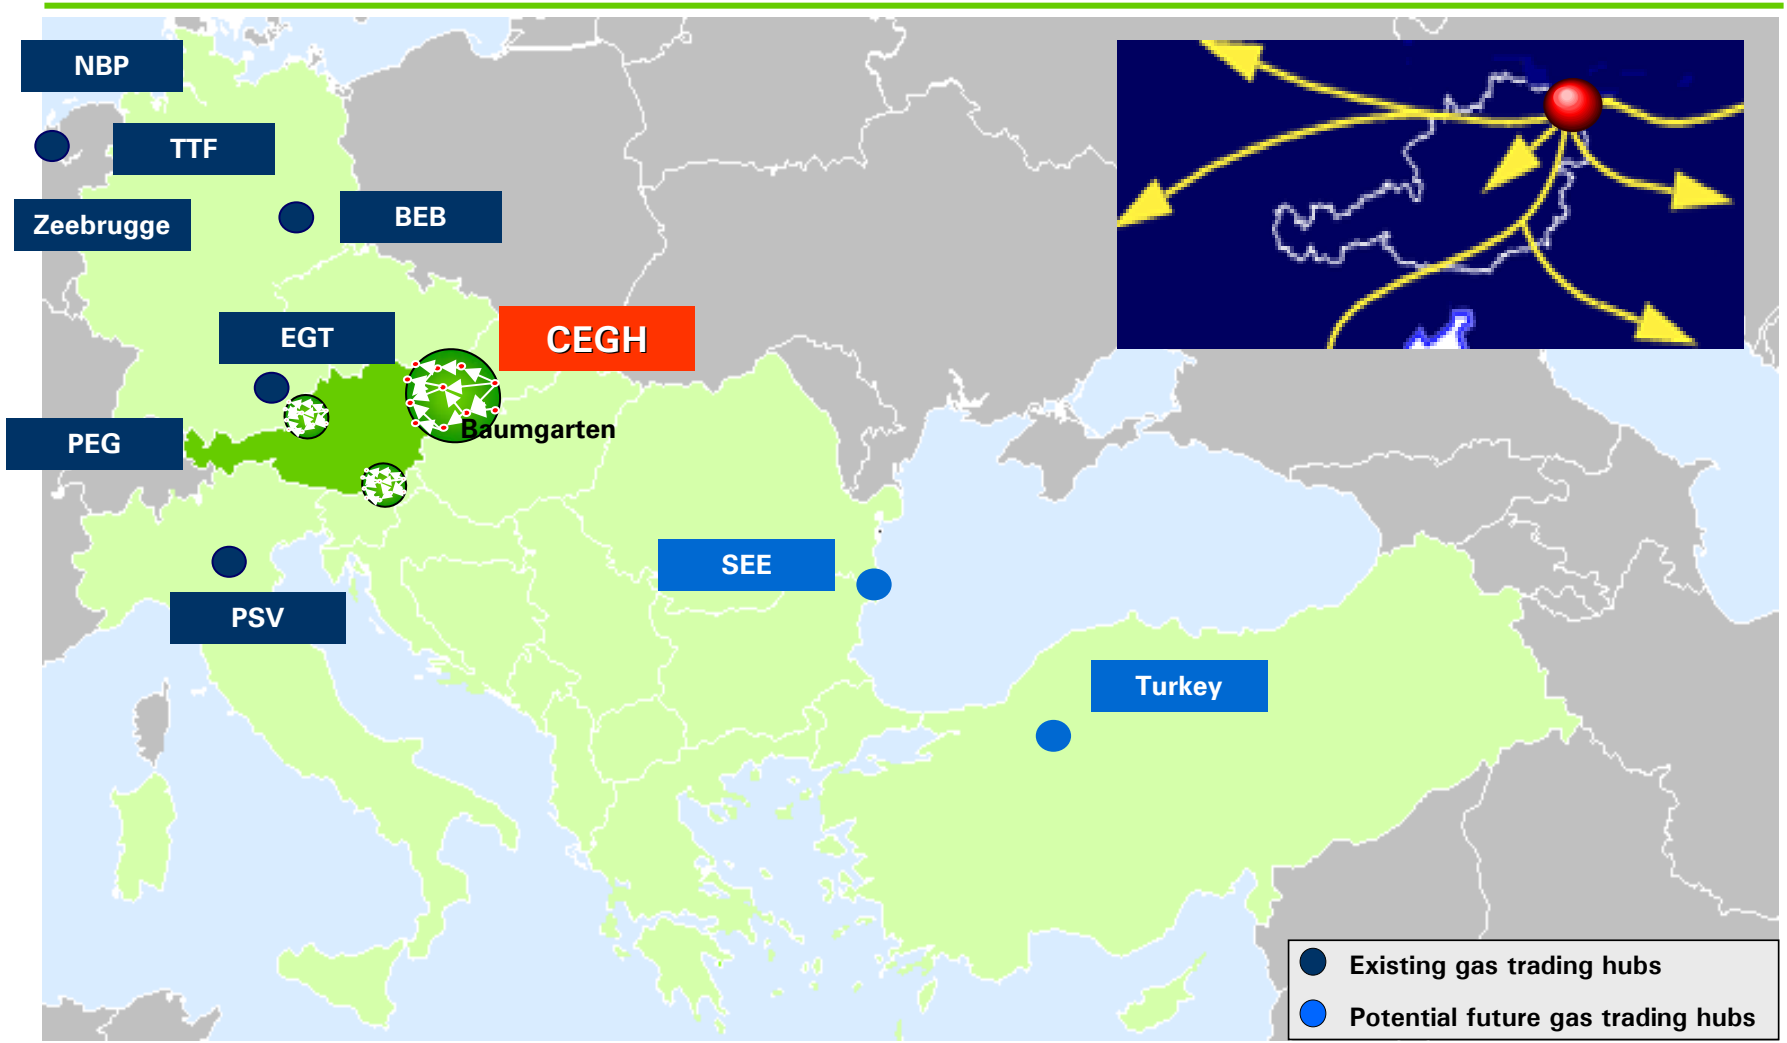 NBP
TTF
Zeebrugge
BEB
EGT
CEGH
Baumgarten
PEG
SEE
PSV
Turkey
Existing gas trading hubs
Potential future gas trading hubs